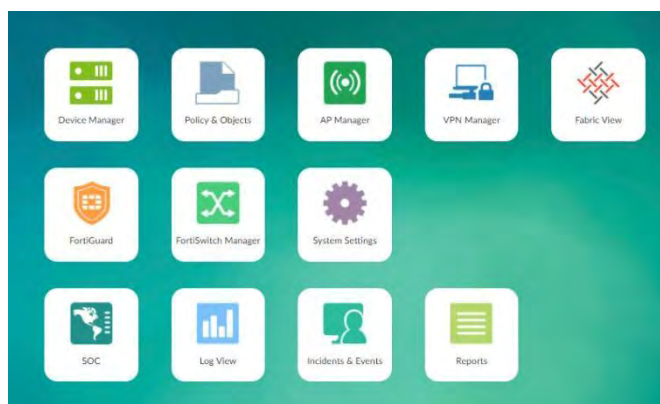 Device Manager
Policy & Objects
AP Manager
VPN Manager
Fabric View
FortiGuard
FortiSwitch Manager
System Settings
SOC
Log View
Incidents & Events
Reports